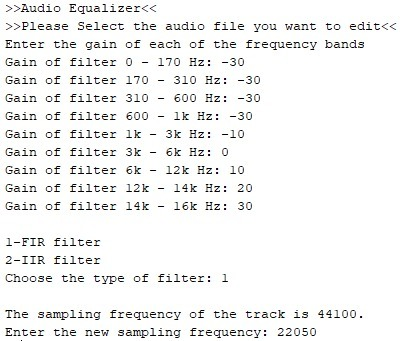 >>Audio Equalizer<<
>>Please Select the audio file you want to edit<<
Enter the gain of each of the frequency bands
Gain of filter 0 - 170 Hz: -30
Gain of filter 170 - 310 Hz: -30
Gain of filter 310 - 600 Hz: -30
Gain of filter 600 - 1k Hz: -30
Gain of filter 1k - 3k Hz: -10
Gain of filter 3k - 6k Hz: 0
Gain of filter 6k - 12k Hz: 10
Gain of filter 12k - 14k Hz: 20
Gain of filter 14k - 16k Hz: 30
1-FIR filter
2-IIR filter
Choose the type of filter: 1
The sampling frequency of the track is 44100.
Enter the new sampling frequency: 22050